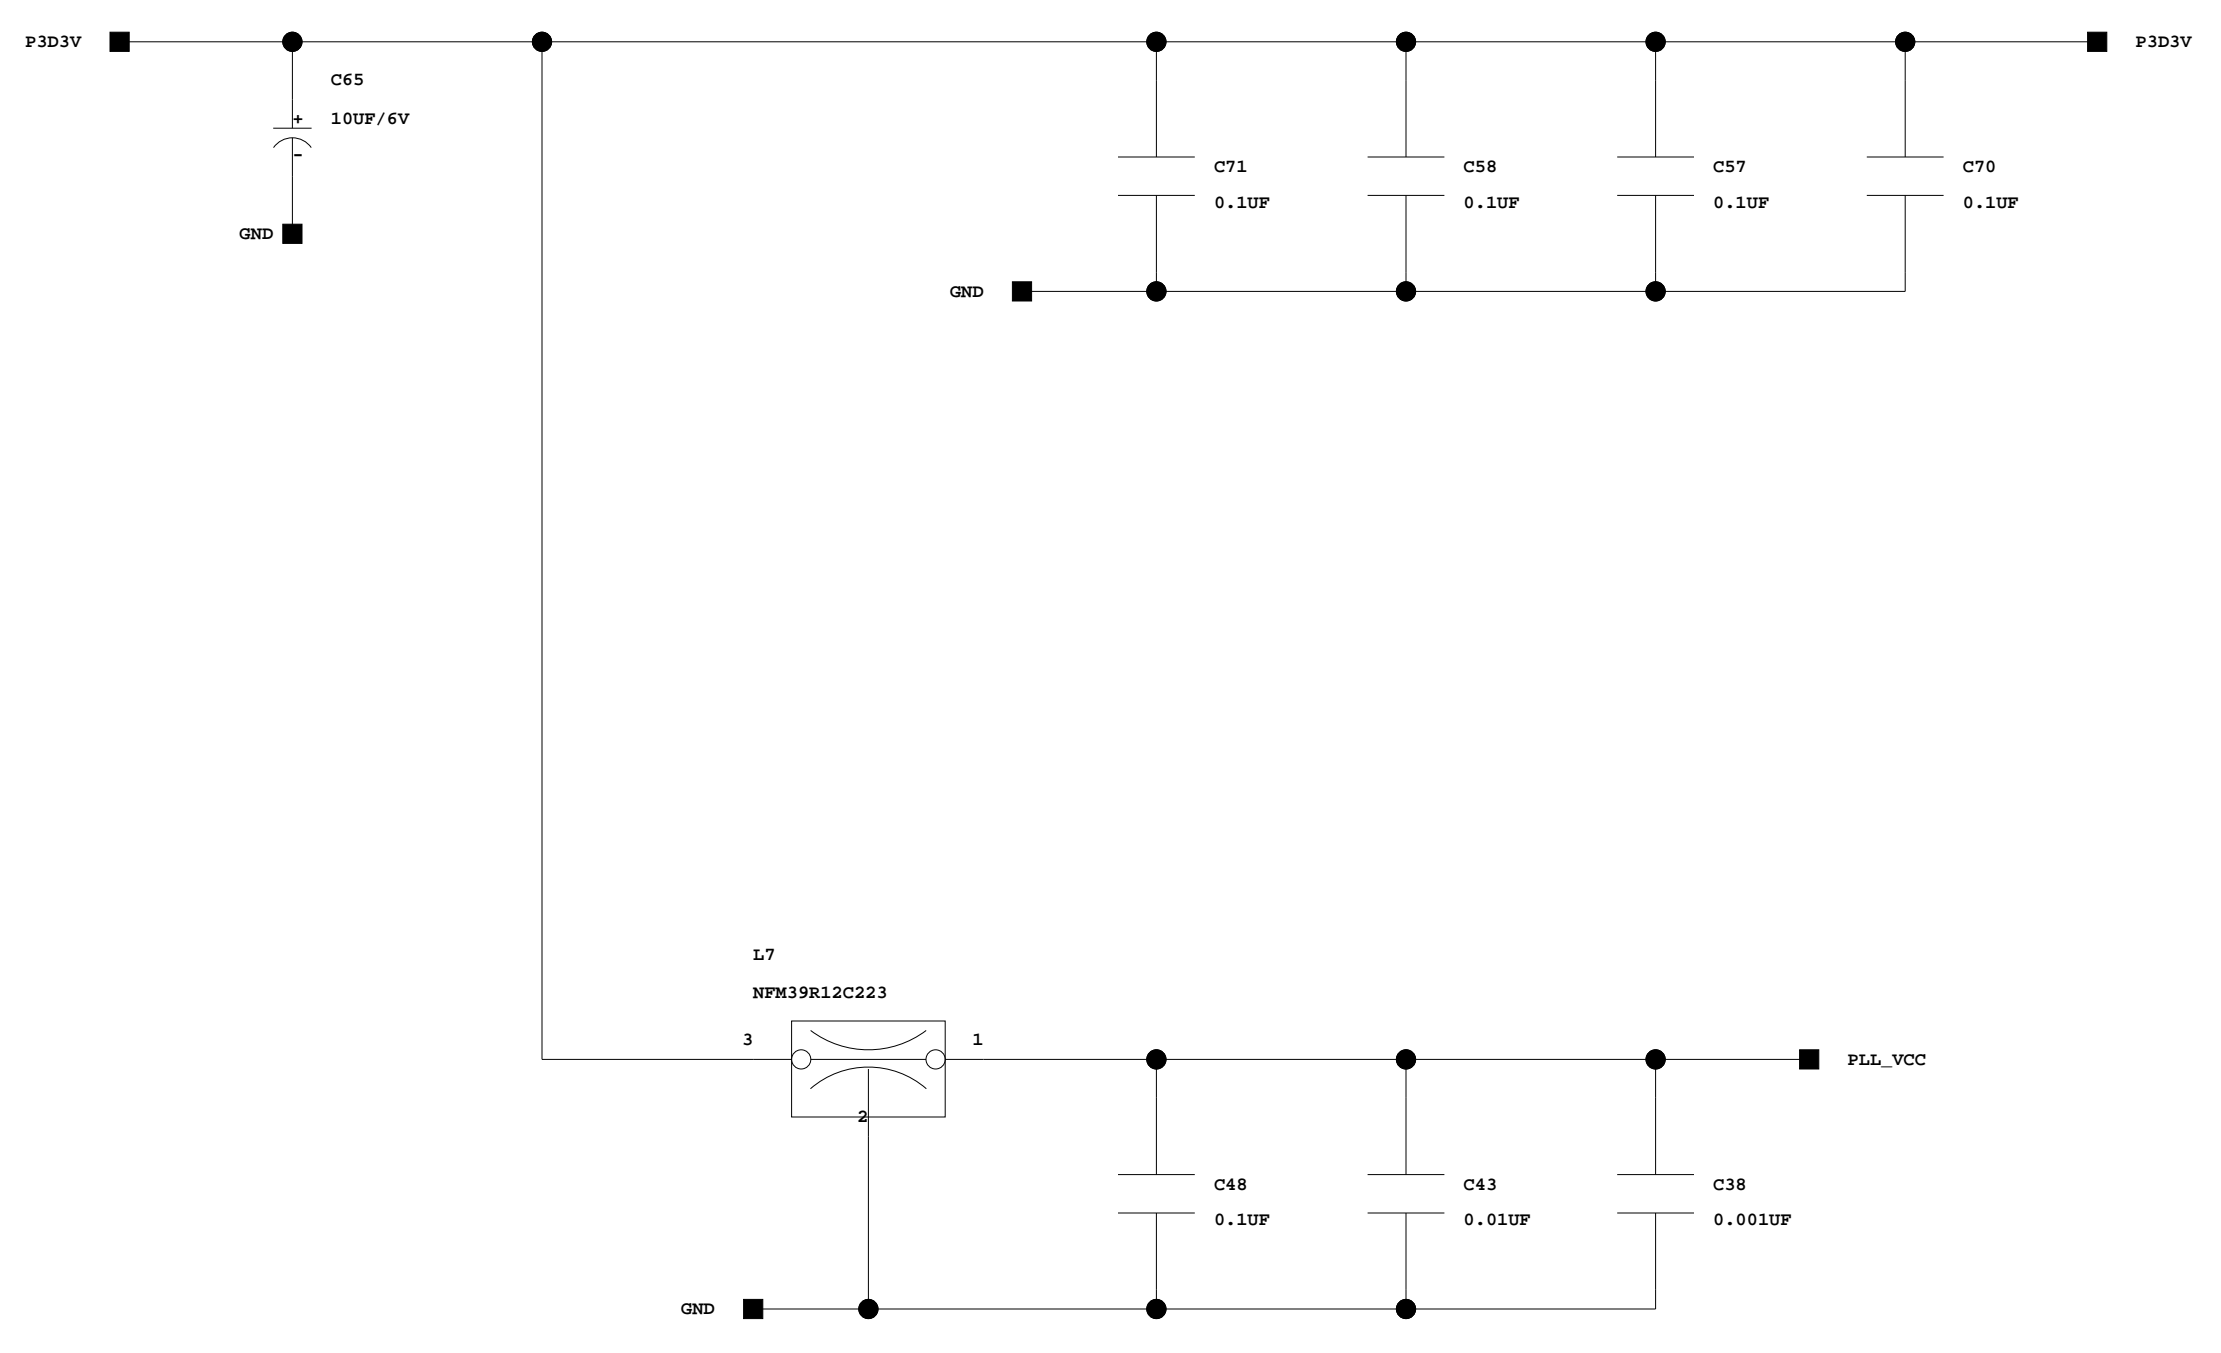 P3D3V
P3D3V
C65
+
10UF/6V
-
GND
C71
0.1UF
C58
0.1UF
C57
0.1UF
C70
0.1UF
GND
L7
NFM39R12C223
3
1
2
PLL_VCC
C48
0.1UF
C43
0.01UF
C38
0.001UF
GND